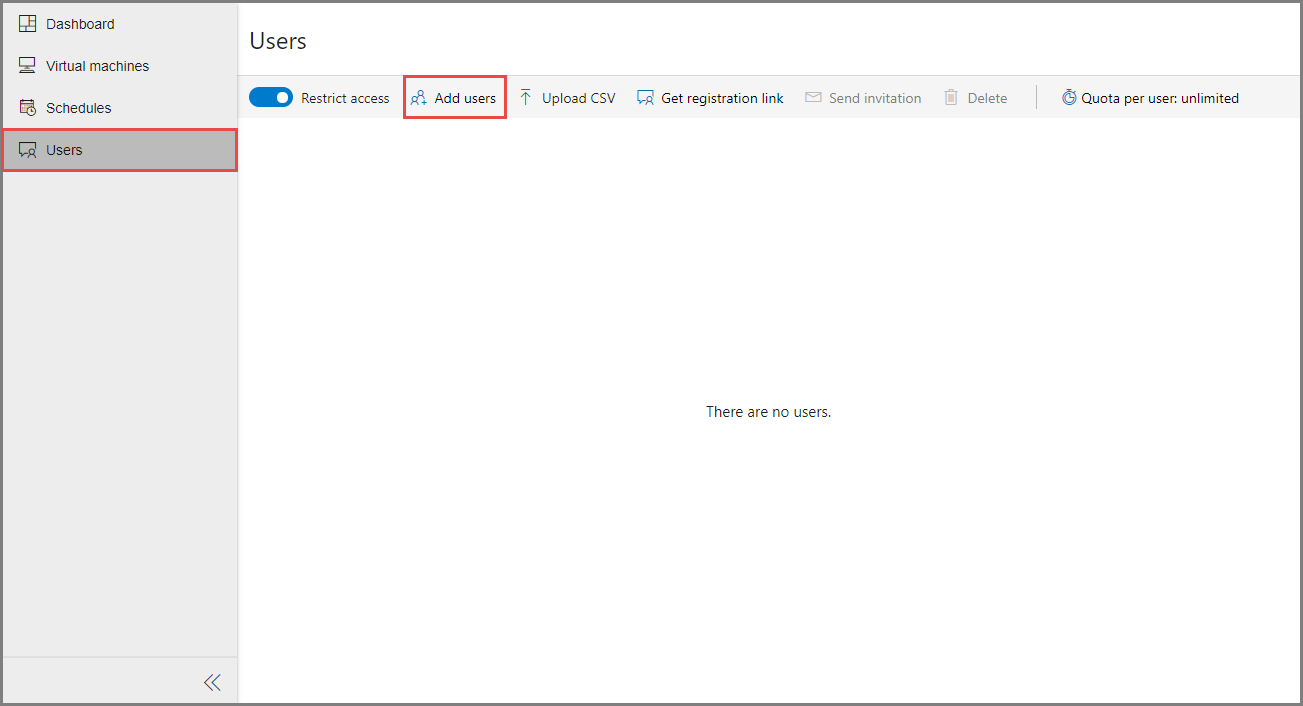 Dashboard
Virtual machines
Schedules
Users
Users
Restrict access
Add users
Upload CSV
Get registration link
Send invitation
Delete
Quota per user: unlimited
There are no users.